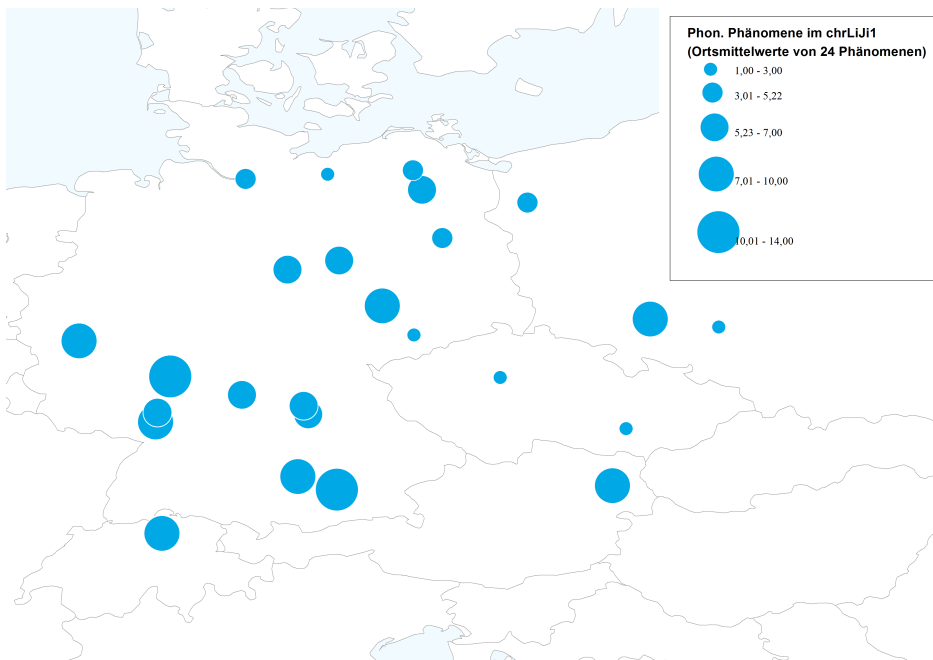 Phon. Phänomene im chrLiJi1
(Ortsmittelwerte von 24 Phänomenen)
1,00 - 3,00
3,01 - 5,22
5,23 - 7,00
7,01 - 10,00
10,01 - 14,00